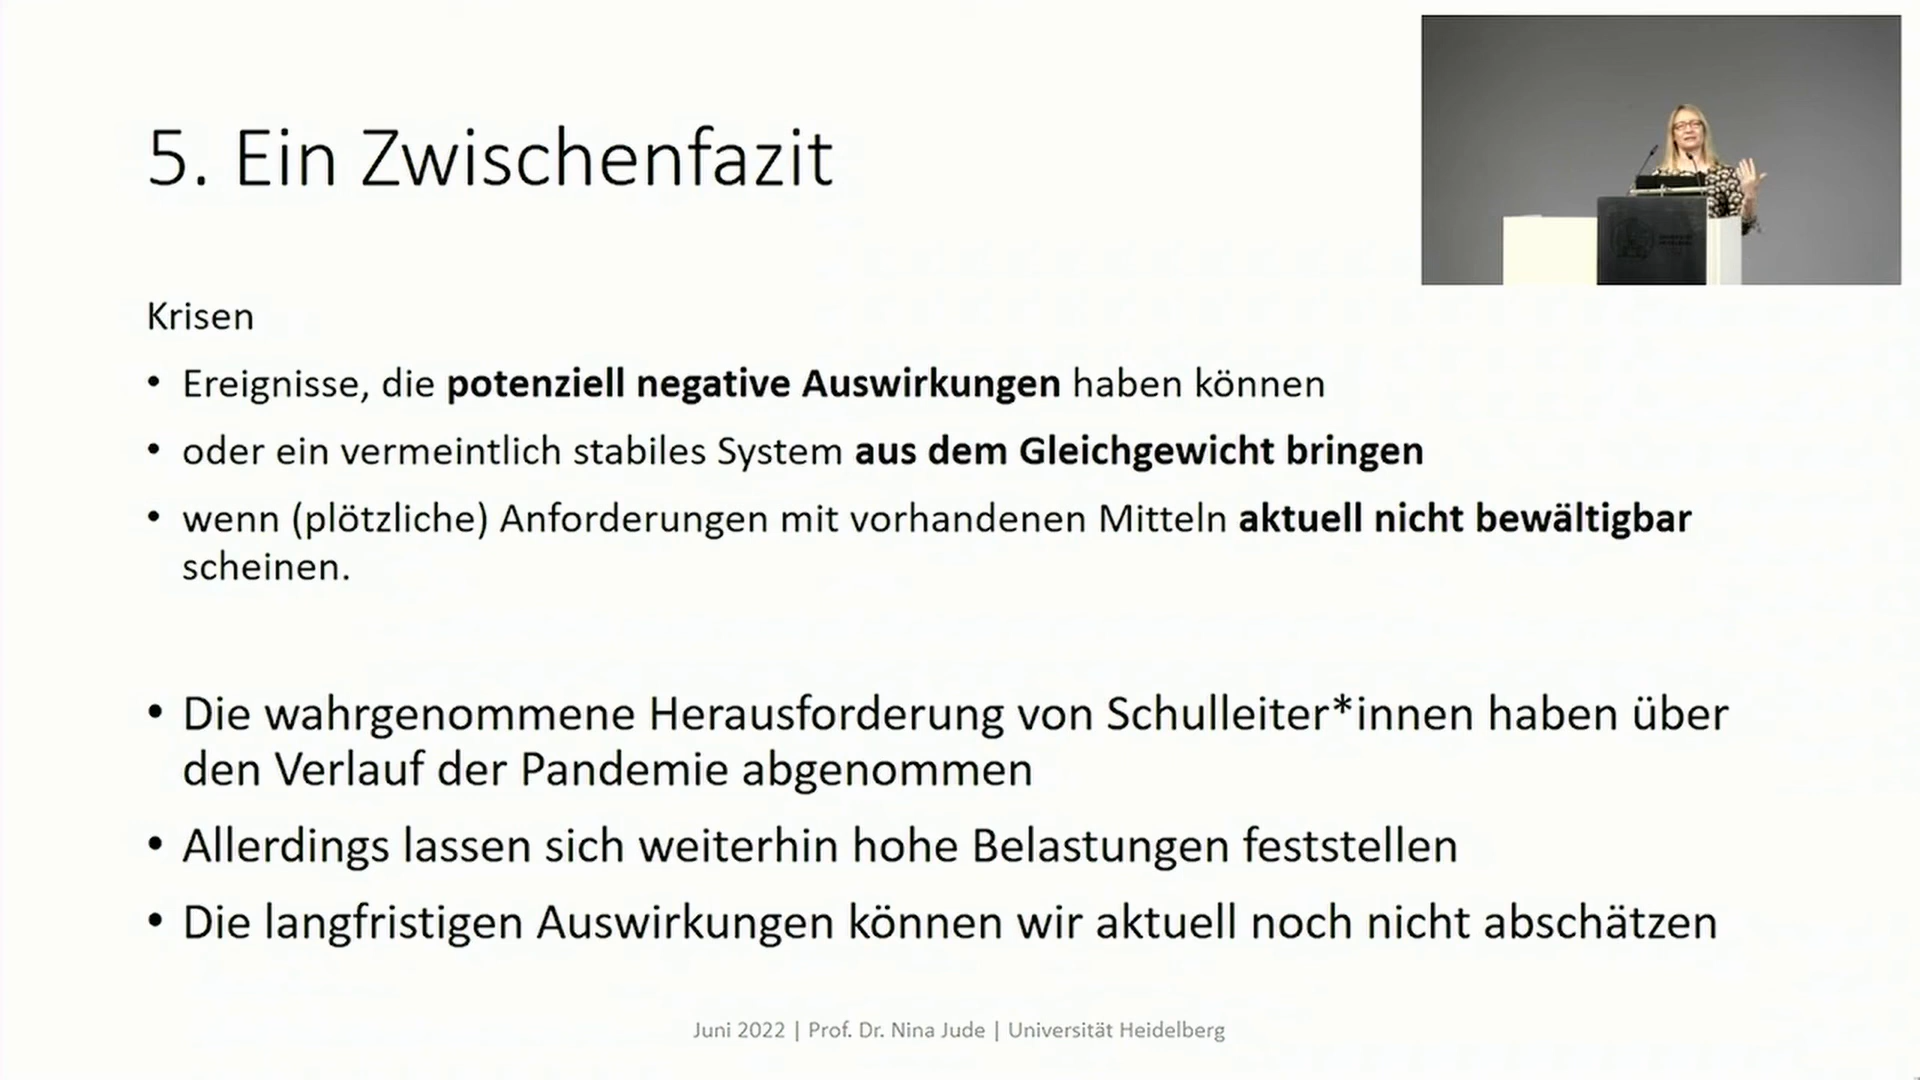 5. Ein Zwischenfazit
Krisen
• Ereignisse, die potenziell negative Auswirkungen haben können
• oder ein vermeintlich stabiles System aus dem Gleichgewicht bringen
• wenn (plötzliche) Anforderungen mit vorhandenen Mitteln aktuell nicht bewältigbar
scheinen.
• Die wahrgenommene Herausforderung von Schulleiter*innen haben über
den Verlauf der Pandemie abgenommen
• Allerdings lassen sich weiterhin hohe Belastungen feststellen
• Die langfristigen Auswirkungen können wir aktuell noch nicht abschätzen
Juni 2022 | Prof. Dr. Nina Jude | Universität Heidelberg